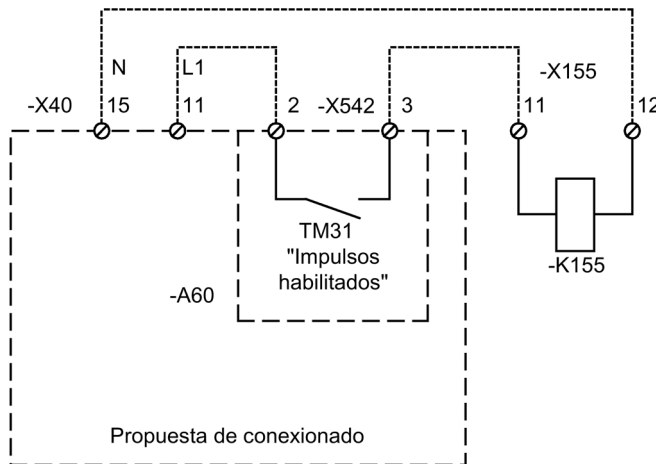 N
L1
-X155
-X40
15
11
2
-X542
3
11
12
TM31
"Impulsos
habilitados"
-K155
-A60
Propuesta de conexionado